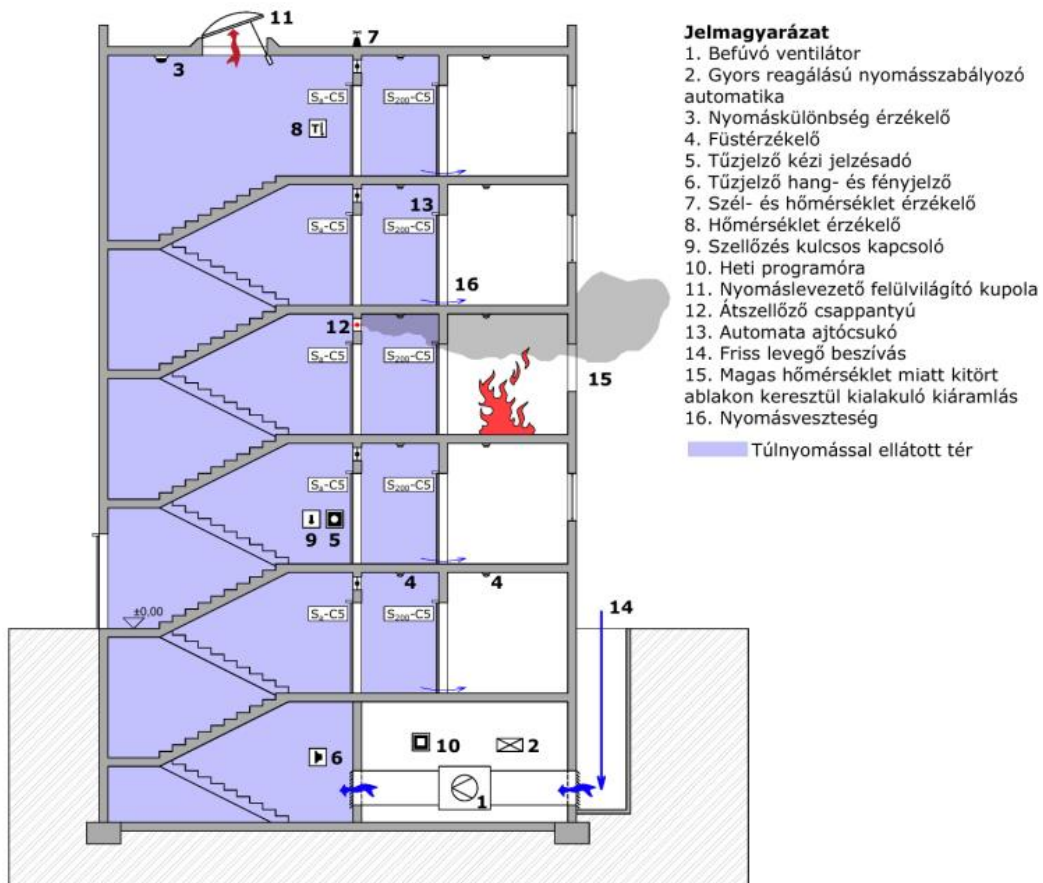 11
7
3
Sₐ-C5
S₂₀₀-C5
8
T
13
Sₐ-C5
S₂₀₀-C5
16
12
Sₐ-C5
S₂₀₀-C5
15
Sₐ-C5
S₂₀₀-C5
9
5
4
4
±0,00
Sₐ-C5
S₂₀₀-C5
14
6
10
2
1
Jelmagyarázat
1. Befúvó ventilátor
2. Gyors reagálású nyomásszabályozó
automatika
3. Nyomáskülönbség érzékelő
4. Füstérzékelő
5. Tűzjelző kézi jelzésadó
6. Tűzjelző hang- és fényjelző
7. Szél- és hőmérséklet érzékelő
8. Hőmérséklet érzékelő
9. Szellőzés kulcsos kapcsoló
10. Heti programóra
11. Nyomáslevezető felülvilágító kupola
12. Átszellőző csappantyú
13. Automata ajtócsukó
14. Friss levegő beszívás
15. Magas hőmérséklet miatt kitört
ablakon keresztül kialakuló kiáramlás
16. Nyomásveszteség
Túlnyomással ellátott tér